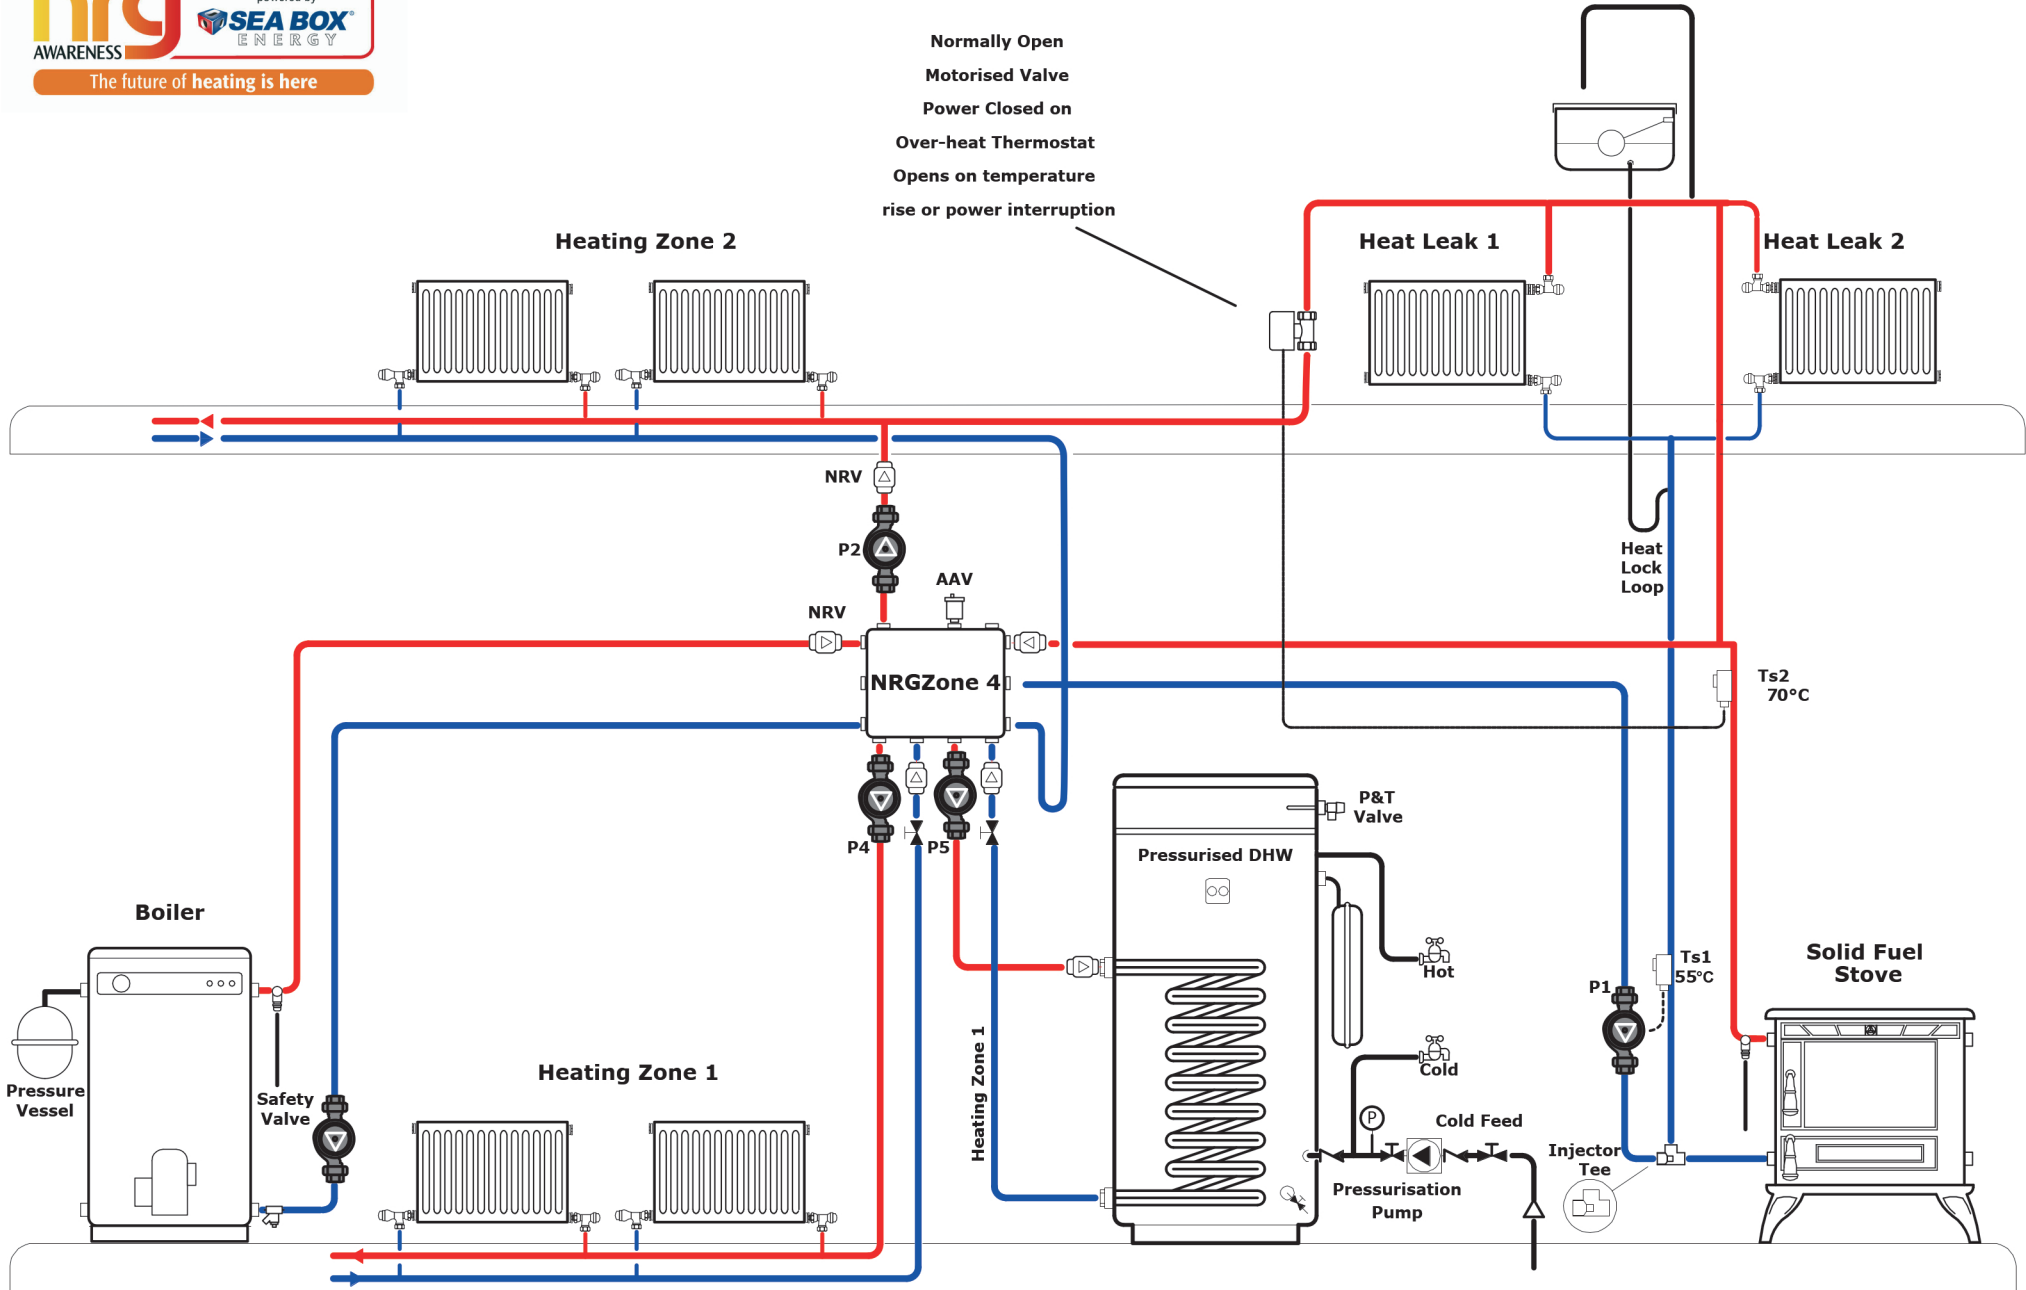 powered by
nrg
SEA BOX
AWARENESS
ENERGY
The future of heating is here
Normally Open
Motorised Valve
Power Closed on
Over-heat Thermostat
Opens on temperature
rise or power interruption
Heating Zone 2
Heat Leak 1
Heat Leak 2
NRV
P2
AAV
NRV
Heat
Lock
Loop
NRGZone 4
Ts2
70°C
P4
P5
P&T
Valve
Pressurised DHW
Boiler
Hot
Ts1
55°C
P1
Solid Fuel
Stove
Pressure
Vessel
Safety
Valve
Heating Zone 1
Heating Zone 1
Cold
P
Cold Feed
Injector
Tee
Pressurisation
Pump